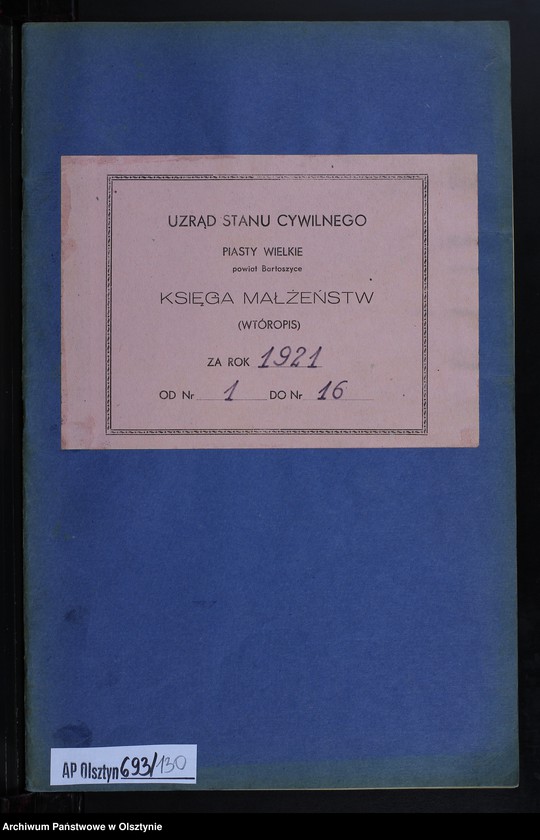 UZRĄD STANU CYWILNEGO
PIASTY WIELKIE
powiat Bartoszyce
KSIĘGA MAŁŻEŃSTW
(WTÓROPIS)
ZA ROK 1921
OD Nr 1 DO Nr 16
AP Olsztyn 693/130
Archiwum Państwowe w Olsztynie